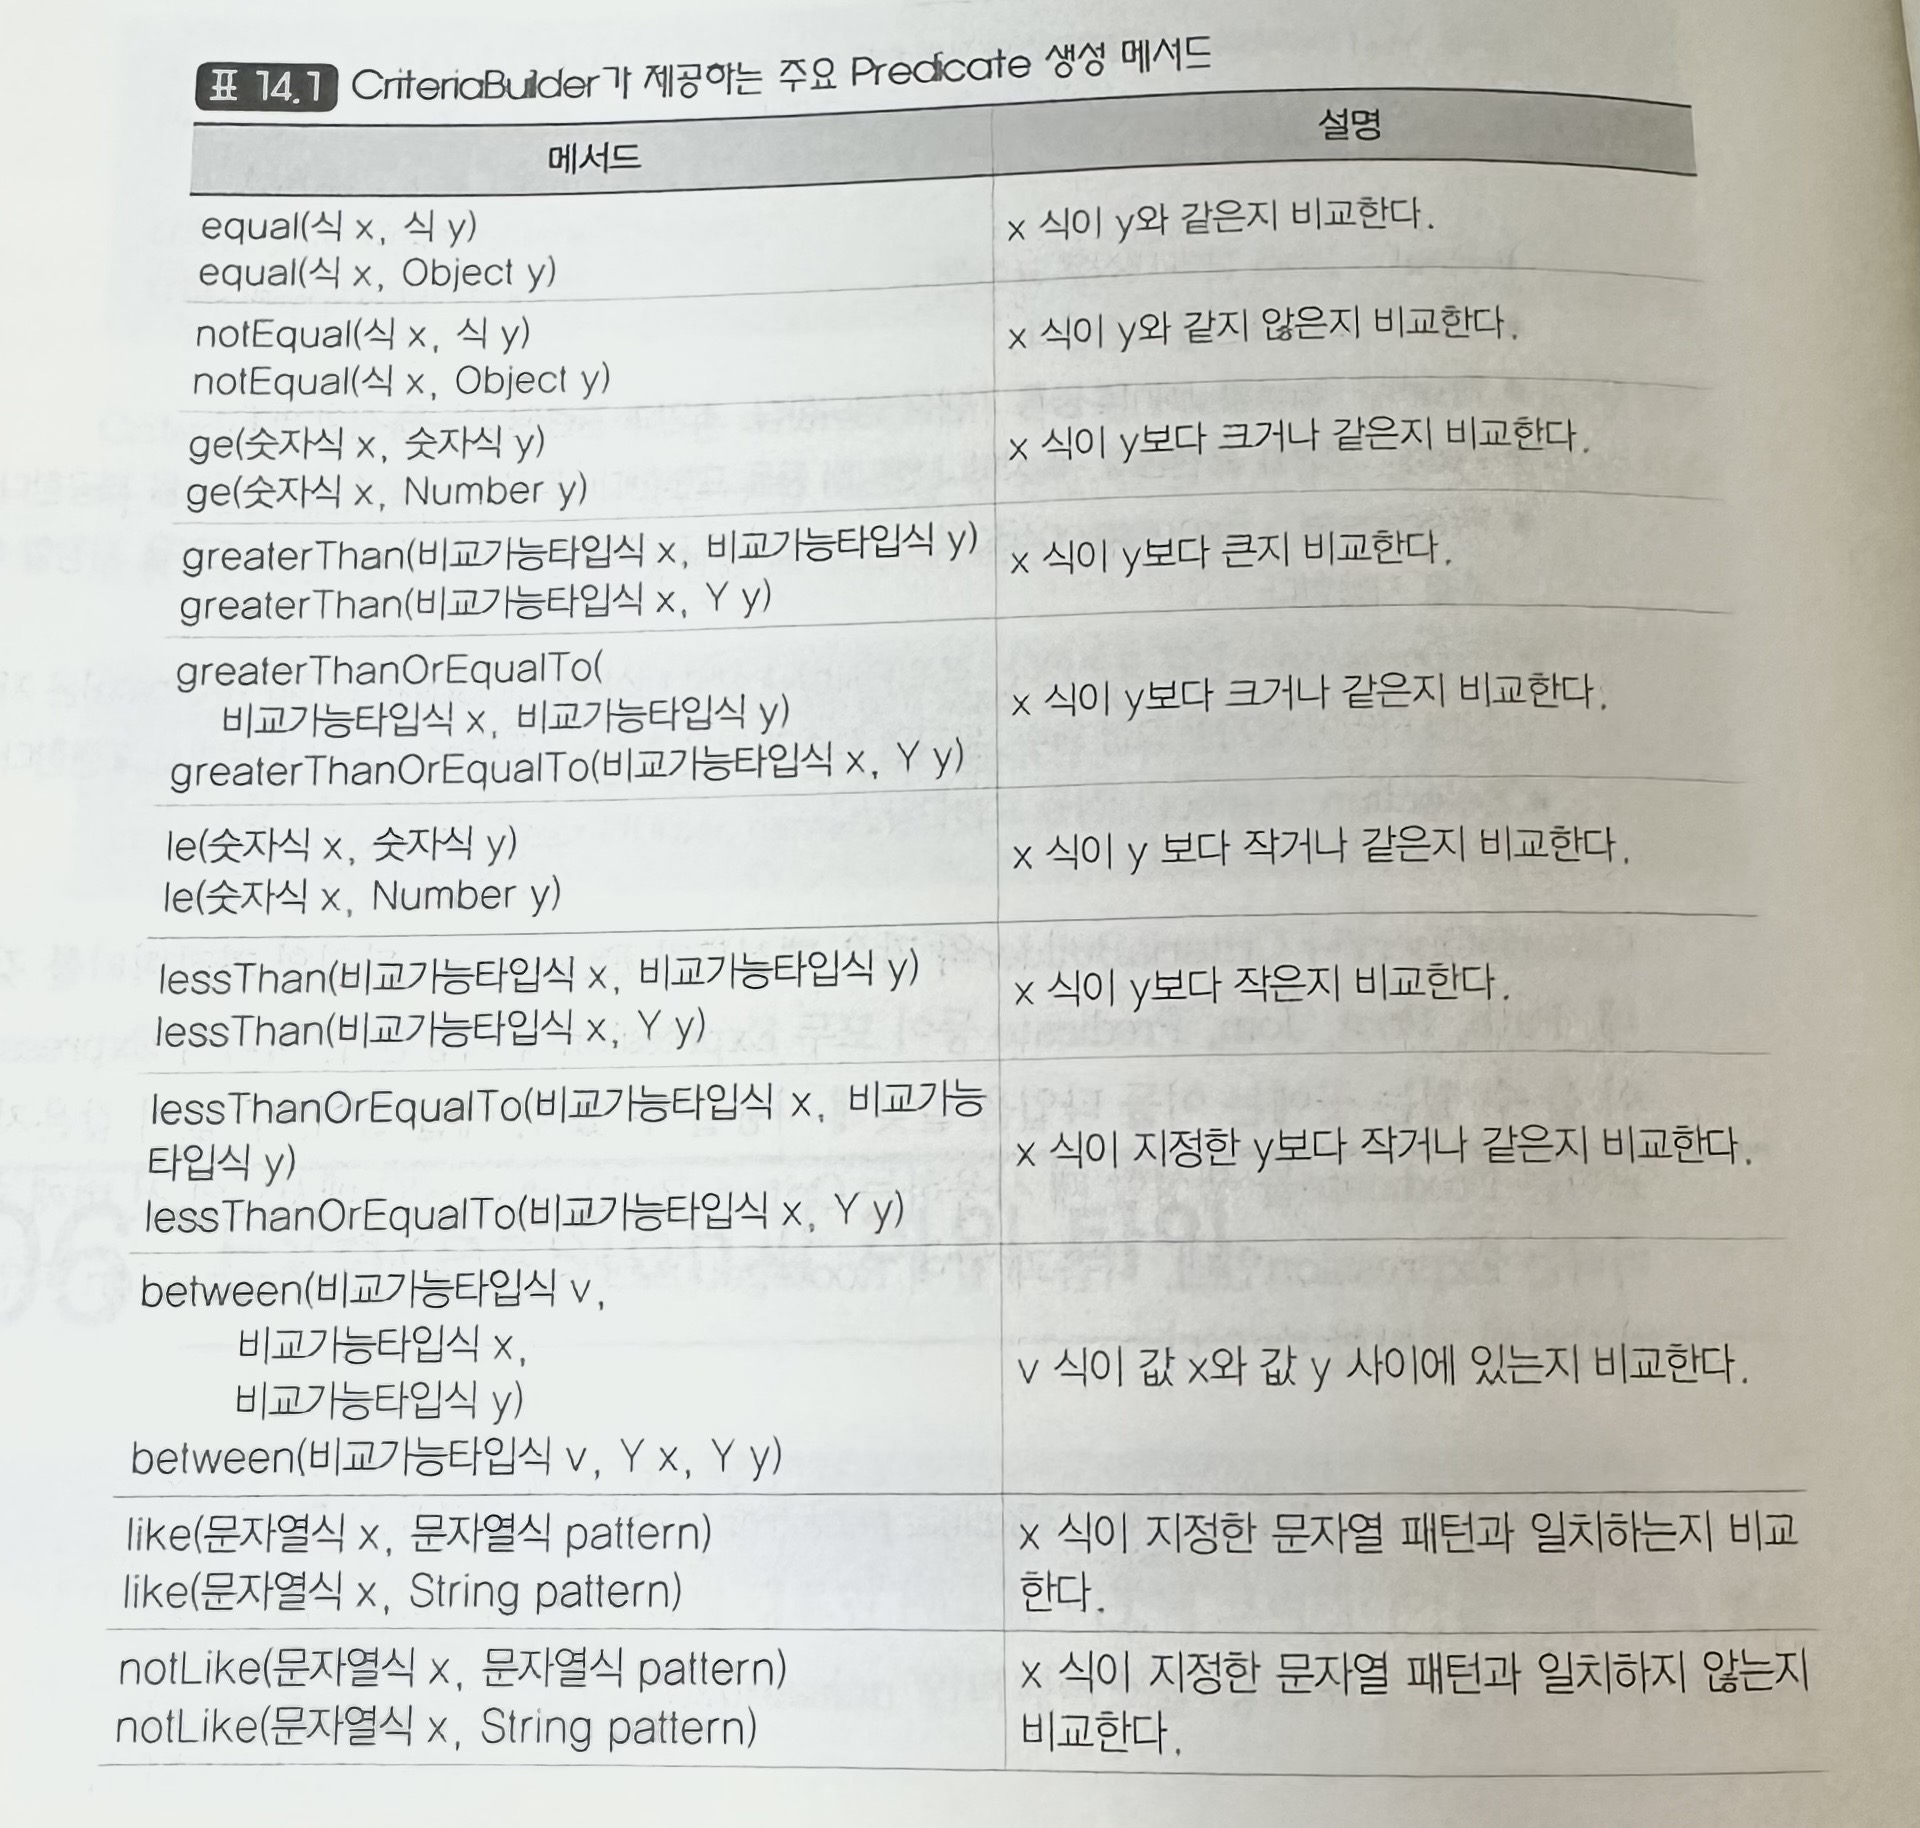 표 14.1 CriteriaBuilder가 제공하는 주요 Predicate 생성 메서드
메서드
설명
equal(식 x, 식 y)
equal(식 x, Object y)
x 식이 y와 같은지 비교한다.
notEqual(식 x, 식 y)
notEqual(식 x, Object y)
x 식이 y와 같지 않은지 비교한다.
ge(숫자식 x, 숫자식 y)
ge(숫자식 x, Number y)
x 식이 y보다 크거나 같은지 비교한다.
greaterThan(비교가능타입식 x, 비교가능타입식 y)
greaterThan(비교가능타입식 x, Y y)
x 식이 y보다 큰지 비교한다.
greaterThanOrEqualTo(
비교가능타입식 x, 비교가능타입식 y)
greaterThanOrEqualTo(비교가능타입식 x, Y y)
x 식이 y보다 크거나 같은지 비교한다.
le(숫자식 x, 숫자식 y)
le(숫자식 x, Number y)
x 식이 y 보다 작거나 같은지 비교한다.
lessThan(비교가능타입식 x, 비교가능타입식 y)
lessThan(비교가능타입식 x, Y y)
x 식이 y보다 작은지 비교한다.
lessThanOrEqualTo(비교가능타입식 x, 비교가능
타입식 y)
lessThanOrEqualTo(비교가능타입식 x, Y y)
x 식이 지정한 y보다 작거나 같은지 비교한다.
between(비교가능타입식 v,
비교가능타입식 x,
비교가능타입식 y)
between(비교가능타입식 v, Y x, Y y)
v 식이 값 x와 값 y 사이에 있는지 비교한다.
like(문자열식 x, 문자열식 pattern)
like(문자열식 x, String pattern)
x 식이 지정한 문자열 패턴과 일치하는지 비교
한다.
notLike(문자열식 x, 문자열식 pattern)
notLike(문자열식 x, String pattern)
x 식이 지정한 문자열 패턴과 일치하지 않는지
비교한다.